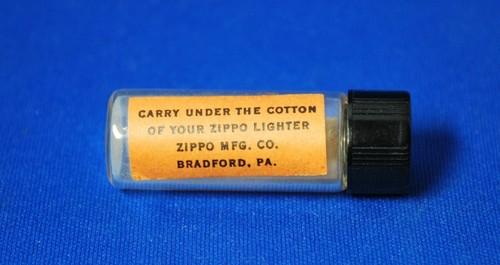 CARRY UNDER THE COTTON
OF YOUR ZIPPO LIGHTER
ZIPPO MFG. CO.
BRADFORD, PA.